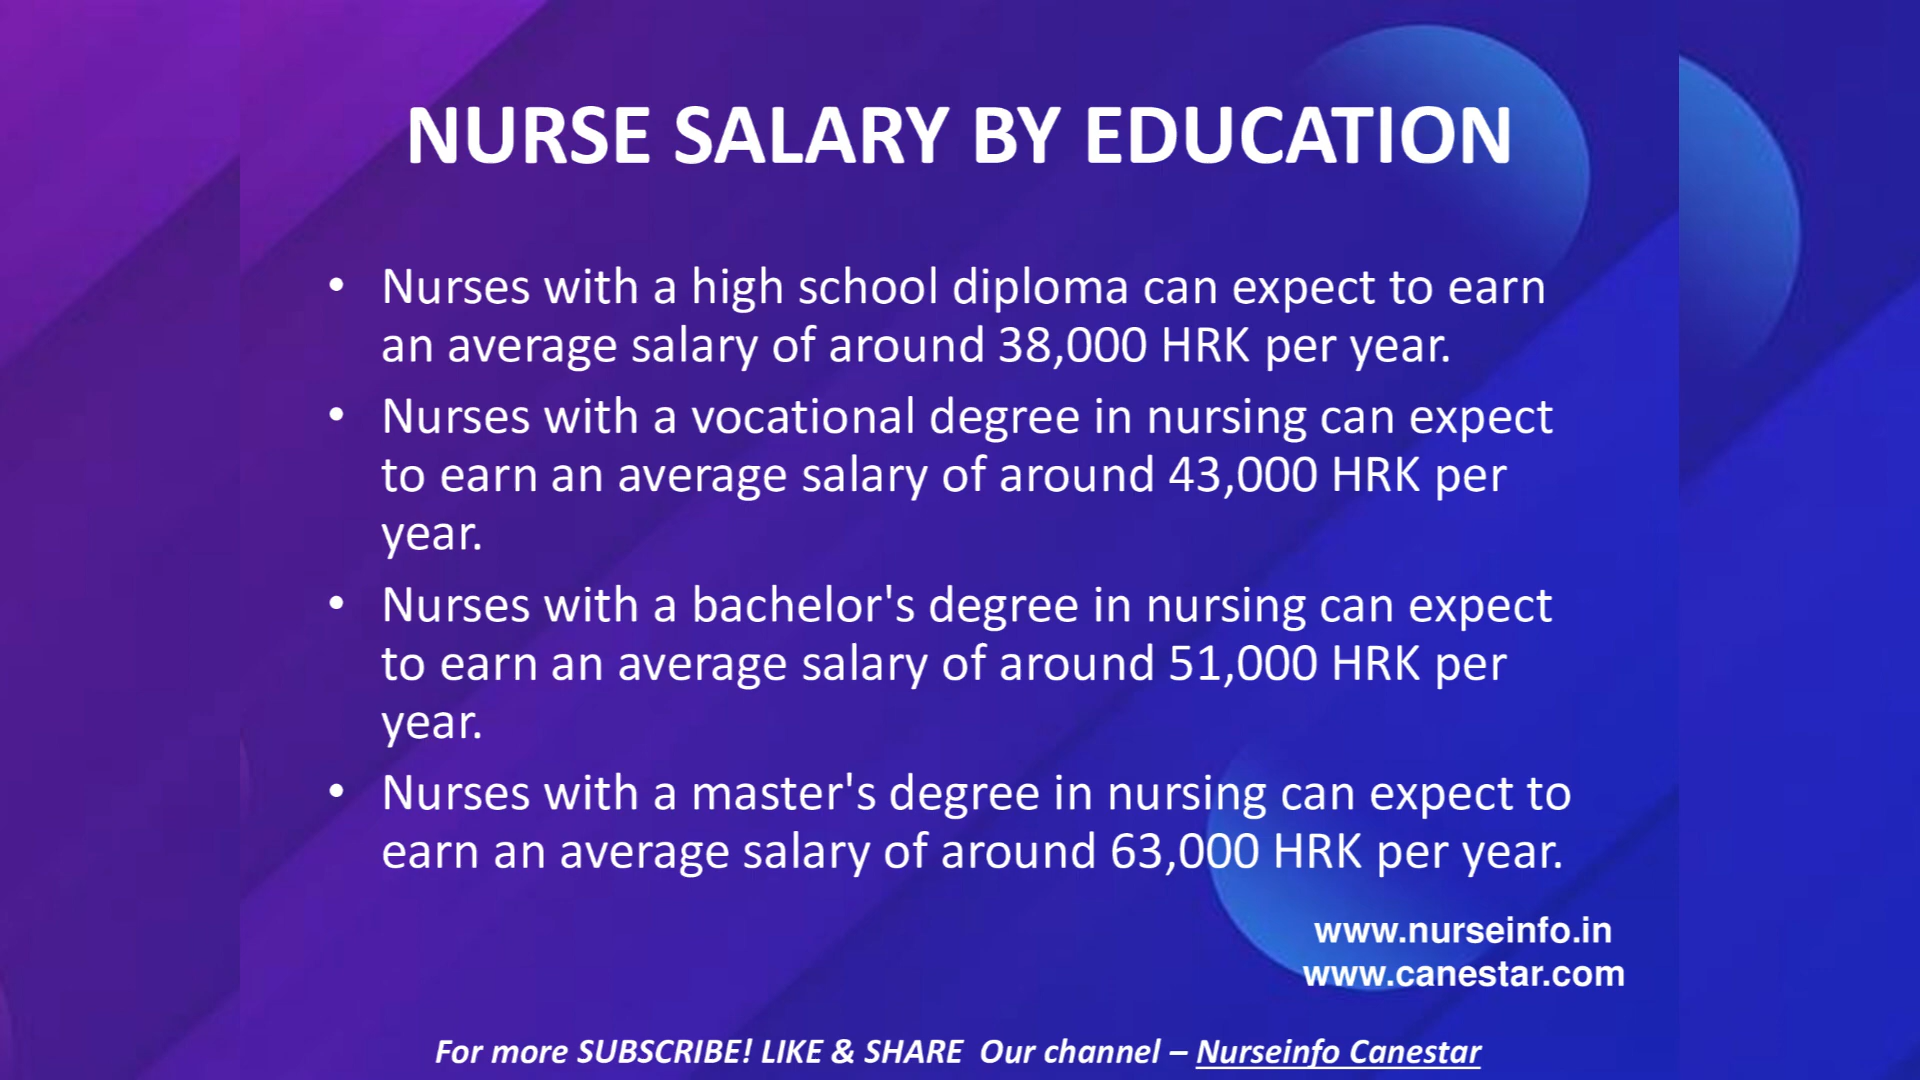 NURSE SALARY BY EDUCATION
• Nurses with a high school diploma can expect to earn
an average salary of around 38,000 HRK per year.
• Nurses with a vocational degree in nursing can expect
to earn an average salary of around 43,000 HRK per
year.
• Nurses with a bachelor's degree in nursing can expect
to earn an average salary of around 51,000 HRK per
year.
• Nurses with a master's degree in nursing can expect to
earn an average salary of around 63,000 HRK per year.
www.nurseinfo.in
www.canestar.com
For more SUBSCRIBE! LIKE & SHARE Our channel – Nurseinfo Canestar